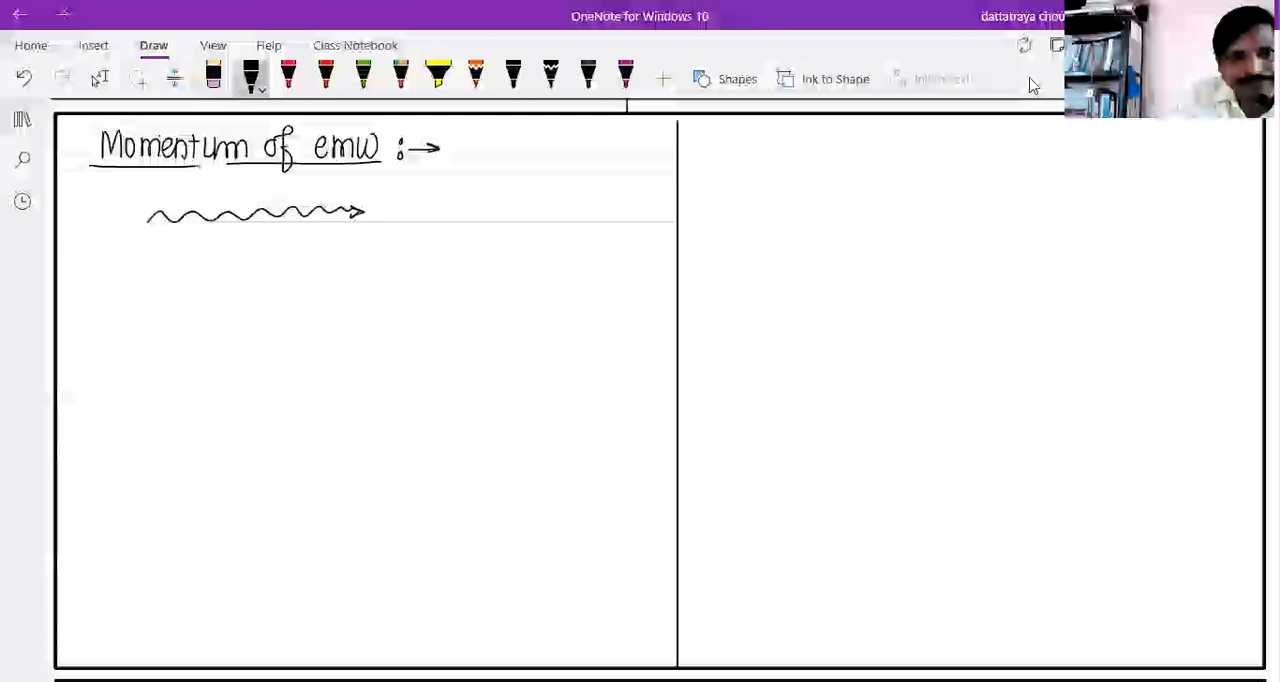 OneNote for Windows 10
dattatraya chou
Home Insert Draw View Help Class Notebook
Shapes Ink to Shape
Momentum of emw :→